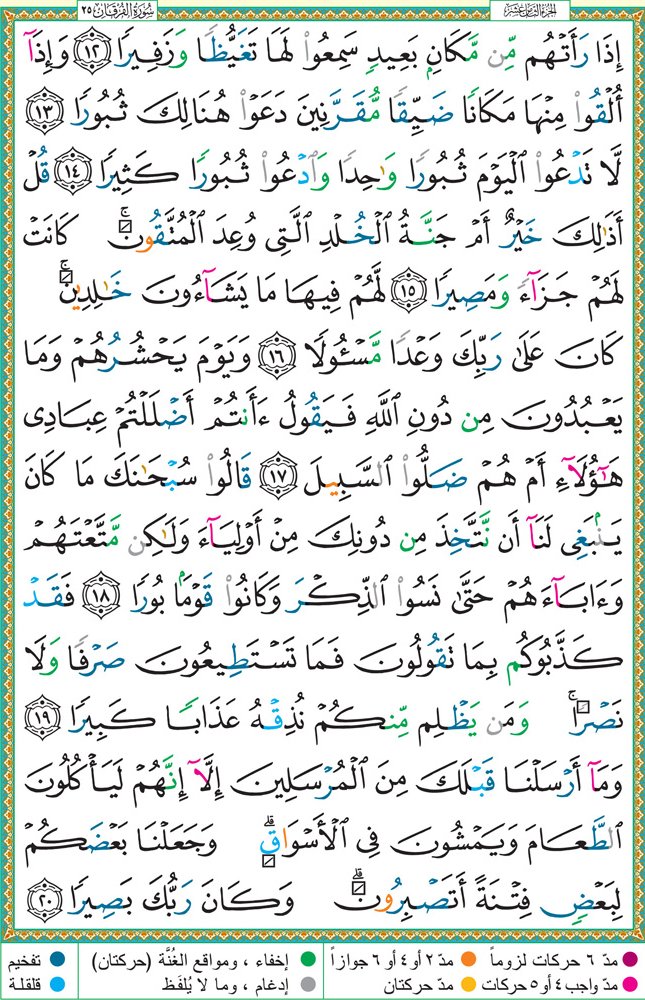 الجزء الثامن عشر
سُورَةُ الفُرْقَان ٢٥
إِذَا رَأَتْهُم مِّن مَّكَانِۭ بَعِيدٍ سَمِعُوا۟ لَهَا تَغَيُّظًا وَزَفِيرًا ﴿١٢﴾ وَإِذَآ
أُلْقُوا۟ مِنْهَا مَكَانًا ضَيِّقًا مُّقَرَّنِينَ دَعَوْا۟ هُنَالِكَ ثُبُورًا ﴿١٣﴾
لَّا تَدْعُوا۟ ٱلْيَوْمَ ثُبُورًا وَٰحِدًا وَٱدْعُوا۟ ثُبُورًا كَثِيرًا ﴿١٤﴾ قُلْ
أَذَٰلِكَ خَيْرٌ أَمْ جَنَّةُ ٱلْخُلْدِ ٱلَّتِى وُعِدَ ٱلْمُتَّقُونَ ۚ كَانَتْ
لَهُمْ جَزَآءً وَمَصِيرًا ﴿١٥﴾ لَّهُمْ فِيهَا مَا يَشَآءُونَ خَٰلِدِينَ ۚ
كَانَ عَلَىٰ رَبِّكَ وَعْدًا مَّسْـُٔولًا ﴿١٦﴾ وَيَوْمَ يَحْشُرُهُمْ وَمَا
يَعْبُدُونَ مِن دُونِ ٱللَّهِ فَيَقُولُ ءَأَنتُمْ أَضْلَلْتُمْ عِبَادِى
هَٰٓؤُلَآءِ أَمْ هُمْ ضَلُّوا۟ ٱلسَّبِيلَ ﴿١٧﴾ قَالُوا۟ سُبْحَٰنَكَ مَا كَانَ
يَنۢبَغِى لَنَآ أَن نَّتَّخِذَ مِن دُونِكَ مِنْ أَوْلِيَآءَ وَلَٰكِن مَّتَّعْتَهُمْ
وَءَابَآءَهُمْ حَتَّىٰ نَسُوا۟ ٱلذِّكْرَ وَكَانُوا۟ قَوْمًۢا بُورًا ﴿١٨﴾ فَقَدْ
كَذَّبُوكُم بِمَا تَقُولُونَ فَمَا تَسْتَطِيعُونَ صَرْفًا وَلَا
نَصْرًا ۚ وَمَن يَظْلِم مِّنكُمْ نُذِقْهُ عَذَابًا كَبِيرًا ﴿١٩﴾
وَمَآ أَرْسَلْنَا قَبْلَكَ مِنَ ٱلْمُرْسَلِينَ إِلَّآ إِنَّهُمْ لَيَأْكُلُونَ
ٱلطَّعَامَ وَيَمْشُونَ فِى ٱلْأَسْوَاقِ ۗ وَجَعَلْنَا بَعْضَكُمْ
لِبَعْضٍ فِتْنَةً أَتَصْبِرُونَ ۗ وَكَانَ رَبُّكَ بَصِيرًا ﴿٢٠﴾
مدّ ٦ حركات لزوماً
مدّ ٢ أو ٤ أو ٦ جوازاً
إخفاء ، ومواقع الغُنَّة (حركتان)
تفخيم
مدّ واجب ٤ أو ٥ حركات
مدّ حركتان
إدغام ، وما لا يُلفَظ
قلقلة